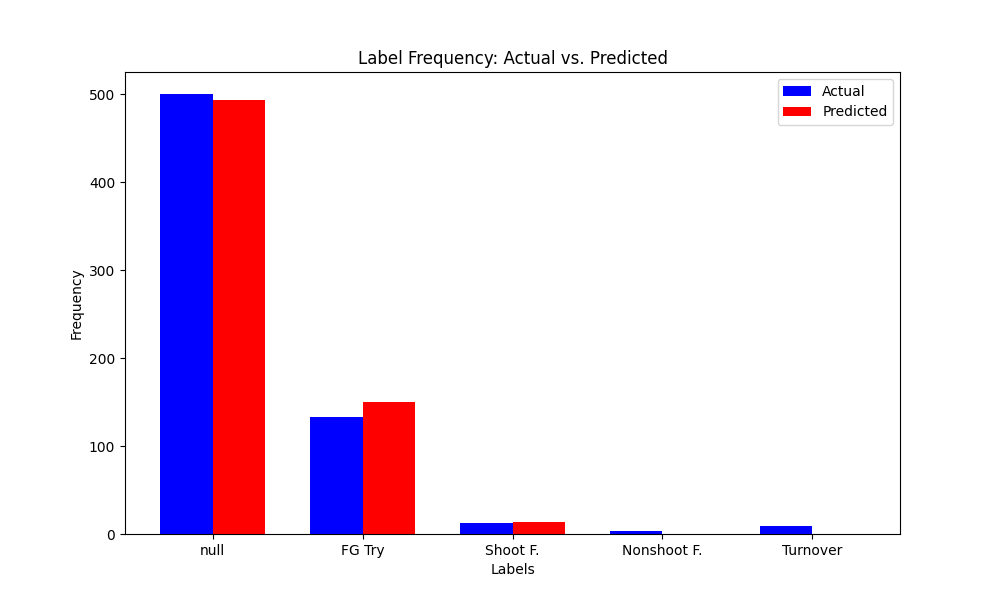 Label Frequency: Actual vs. Predicted
Actual
Predicted
500
400
300
200
100
0
Frequency
null
FG Try
Shoot F.
Nonshoot F.
Turnover
Labels